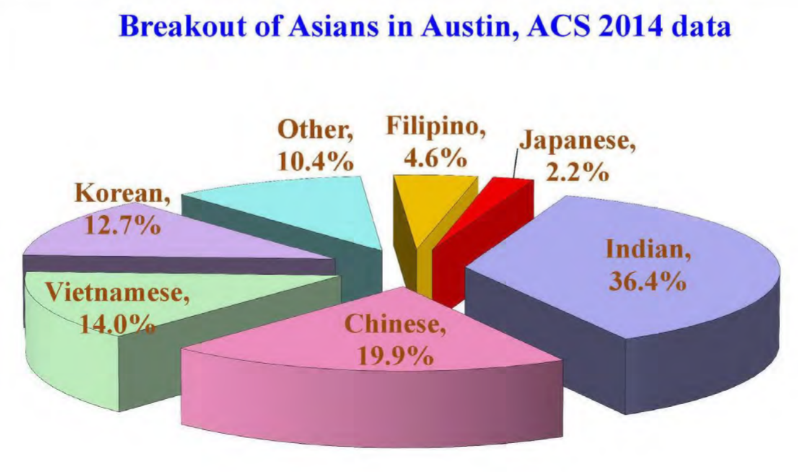 Breakout of Asians in Austin, ACS 2014 data
Other,
10.4%
Filipino,
4.6%
Japanese,
2.2%
Korean,
12.7%
Indian,
36.4%
Vietnamese,
14.0%
Chinese,
19.9%